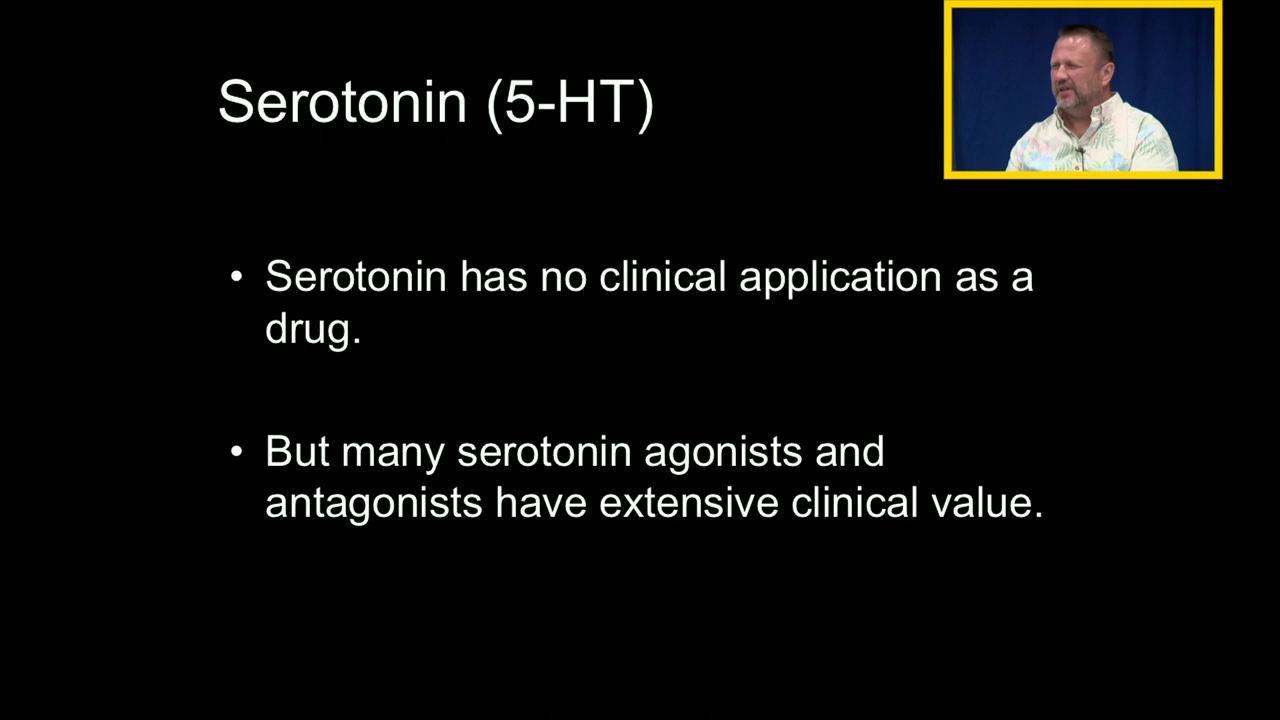 Serotonin (5-HT)
• Serotonin has no clinical application as a
drug.
• But many serotonin agonists and
antagonists have extensive clinical value.